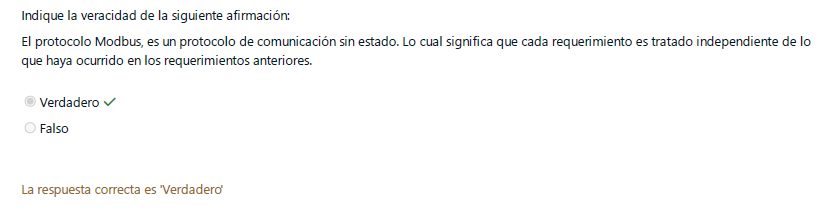 Indique la veracidad de la siguiente afirmación:
El protocolo Modbus, es un protocolo de comunicación sin estado. Lo cual significa que cada requerimiento es tratado independiente de lo
que haya ocurrido en los requerimientos anteriores.
Verdadero
Falso
La respuesta correcta es 'Verdadero'